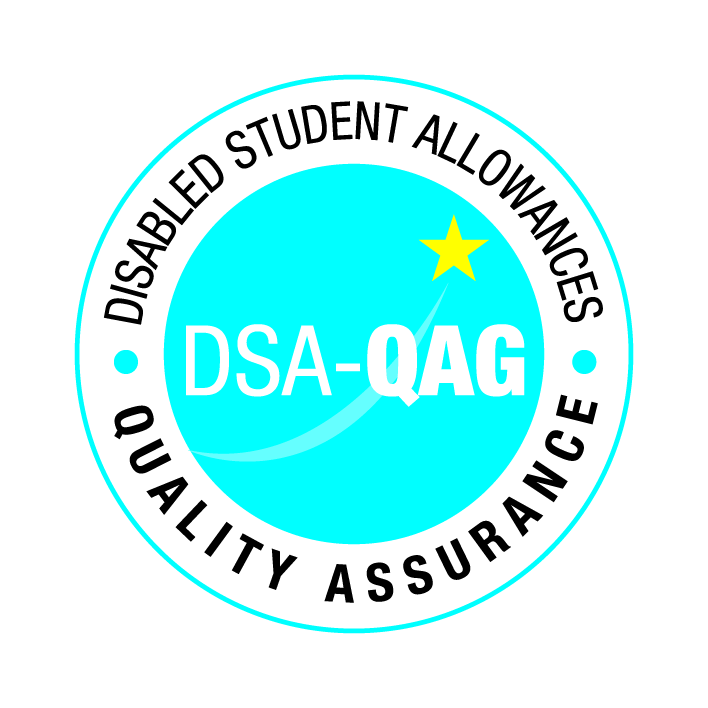 DISABLED STUDENT ALLOWANCES
DSA-QAG
QUALITY ASSURANCE